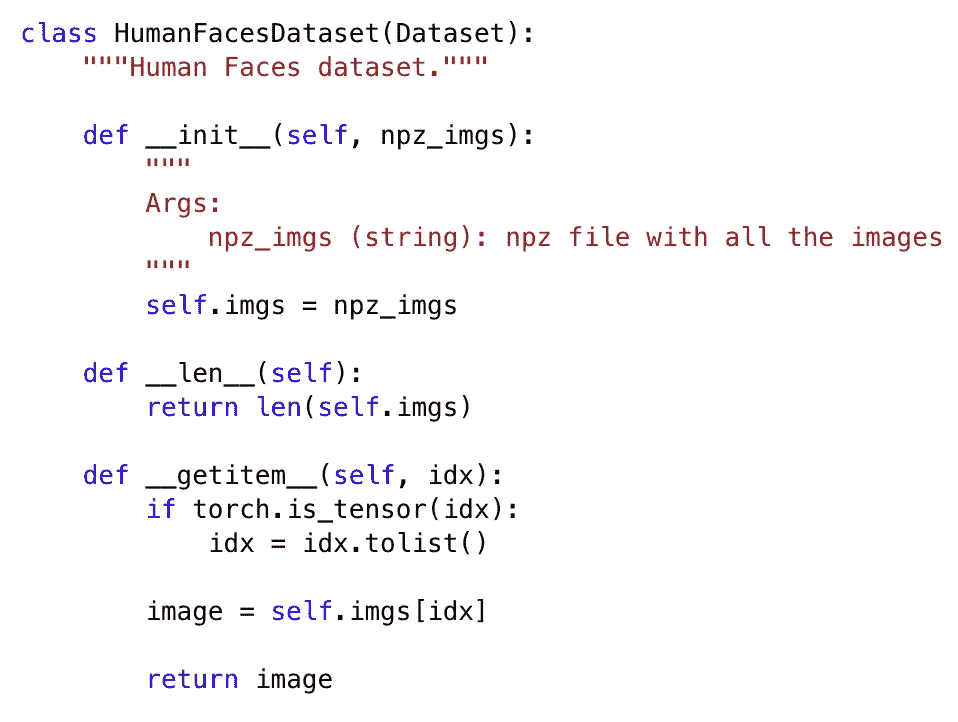 class HumanFacesDataset(Dataset):
    """Human Faces dataset."""
    def __init__(self, npz_imgs):
        """
        Args:
            npz_imgs (string): npz file with all the images
        """
        self.imgs = npz_imgs
    def __len__(self):
        return len(self.imgs)
    def __getitem__(self, idx):
        if torch.is_tensor(idx):
            idx = idx.tolist()
        image = self.imgs[idx]
        return image